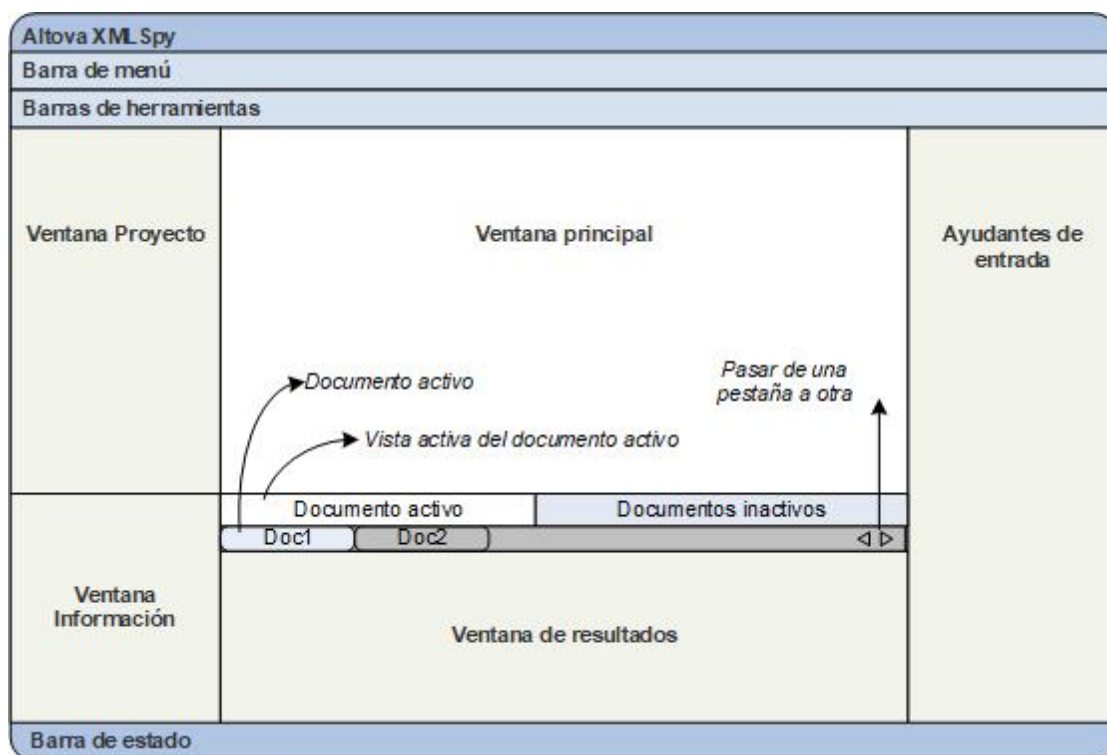 Altova XMLSpy
Barra de menú
Barras de herramientas
Ventana Proyecto
Ventana principal
Ayudantes de
entrada
Documento activo
Pasar de una
pestaña a otra
Vista activa del documento activo
Documento activo
Documentos inactivos
Doc1
Doc2
Ventana
Información
Ventana de resultados
Barra de estado